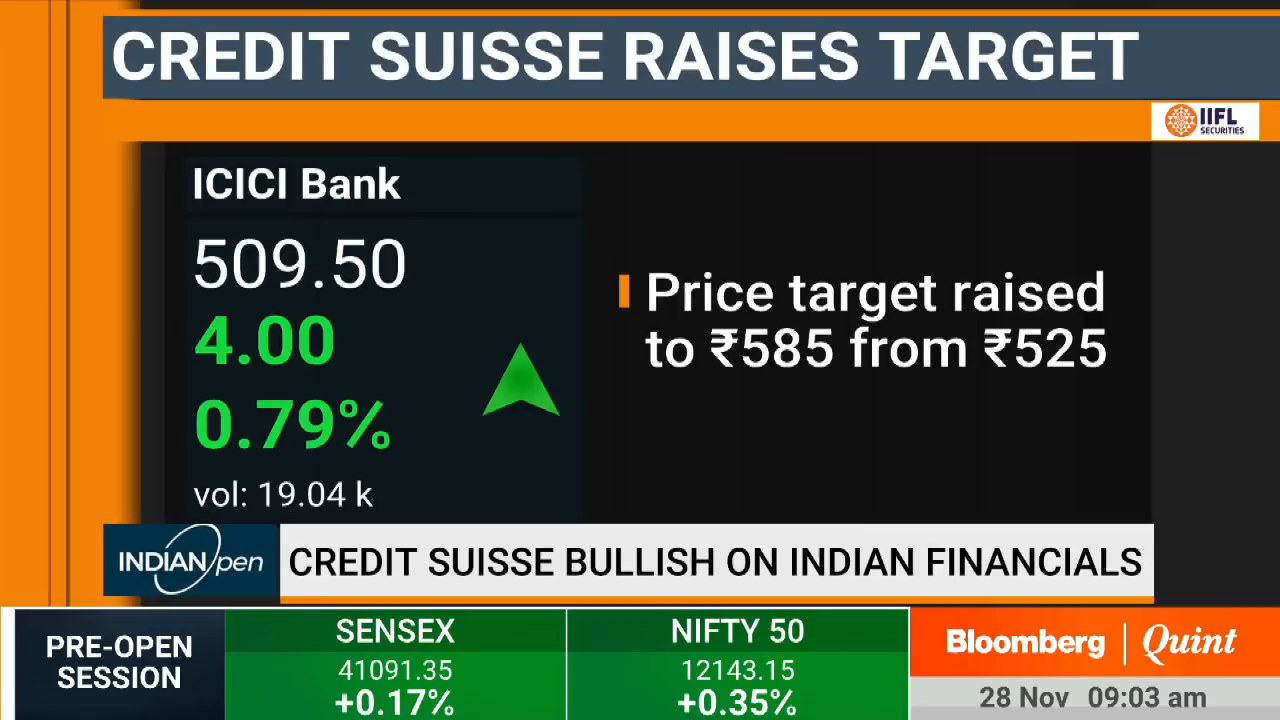 CREDIT SUISSE RAISES TARGET
IIFL
SECURITIES
ICICI Bank
509.50
4.00
0.79%
vol: 19.04 k
Price target raised
to ₹585 from ₹525
INDIAN Open
CREDIT SUISSE BULLISH ON INDIAN FINANCIALS
PRE-OPEN
SESSION
SENSEX
41091.35
+0.17%
NIFTY 50
12143.15
+0.35%
Bloomberg | Quint
28 Nov 09:03 am